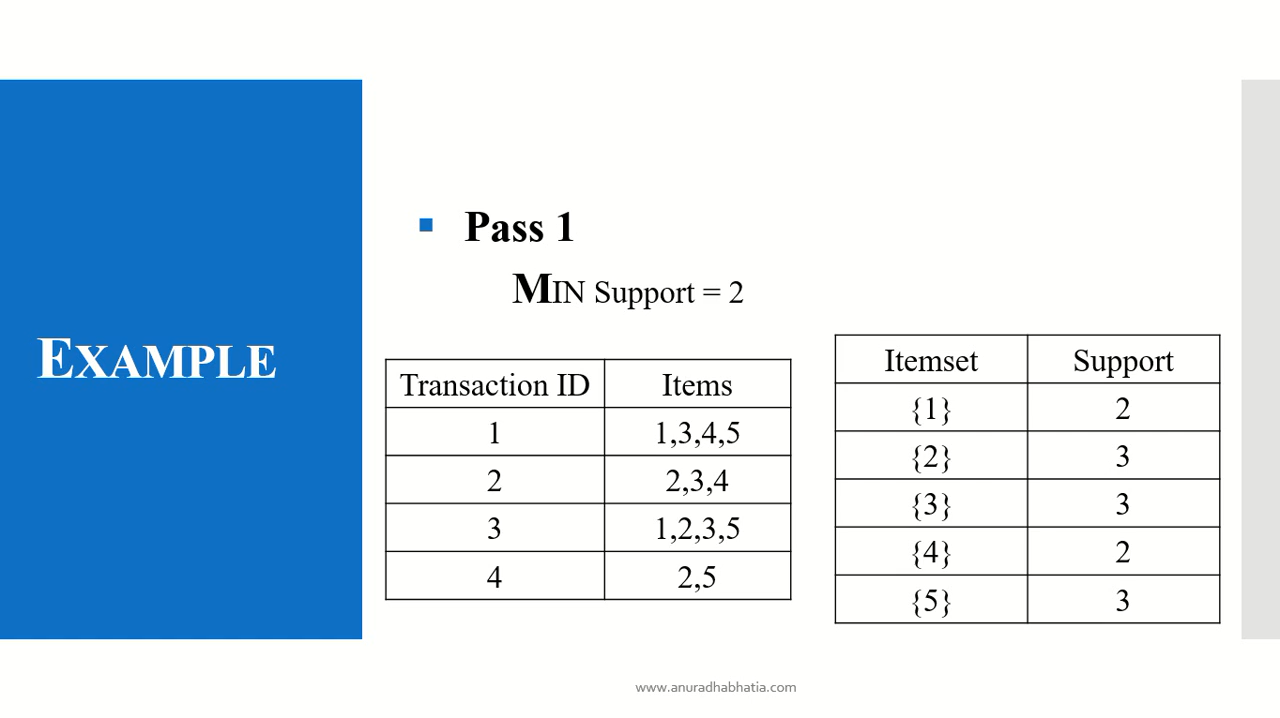 EXAMPLE
▪ Pass 1
MIN Support = 2
Transaction ID Items
1 1,3,4,5
2 2,3,4
3 1,2,3,5
4 2,5
Itemset Support
{1} 2
{2} 3
{3} 3
{4} 2
{5} 3
www.anuradhabhatia.com